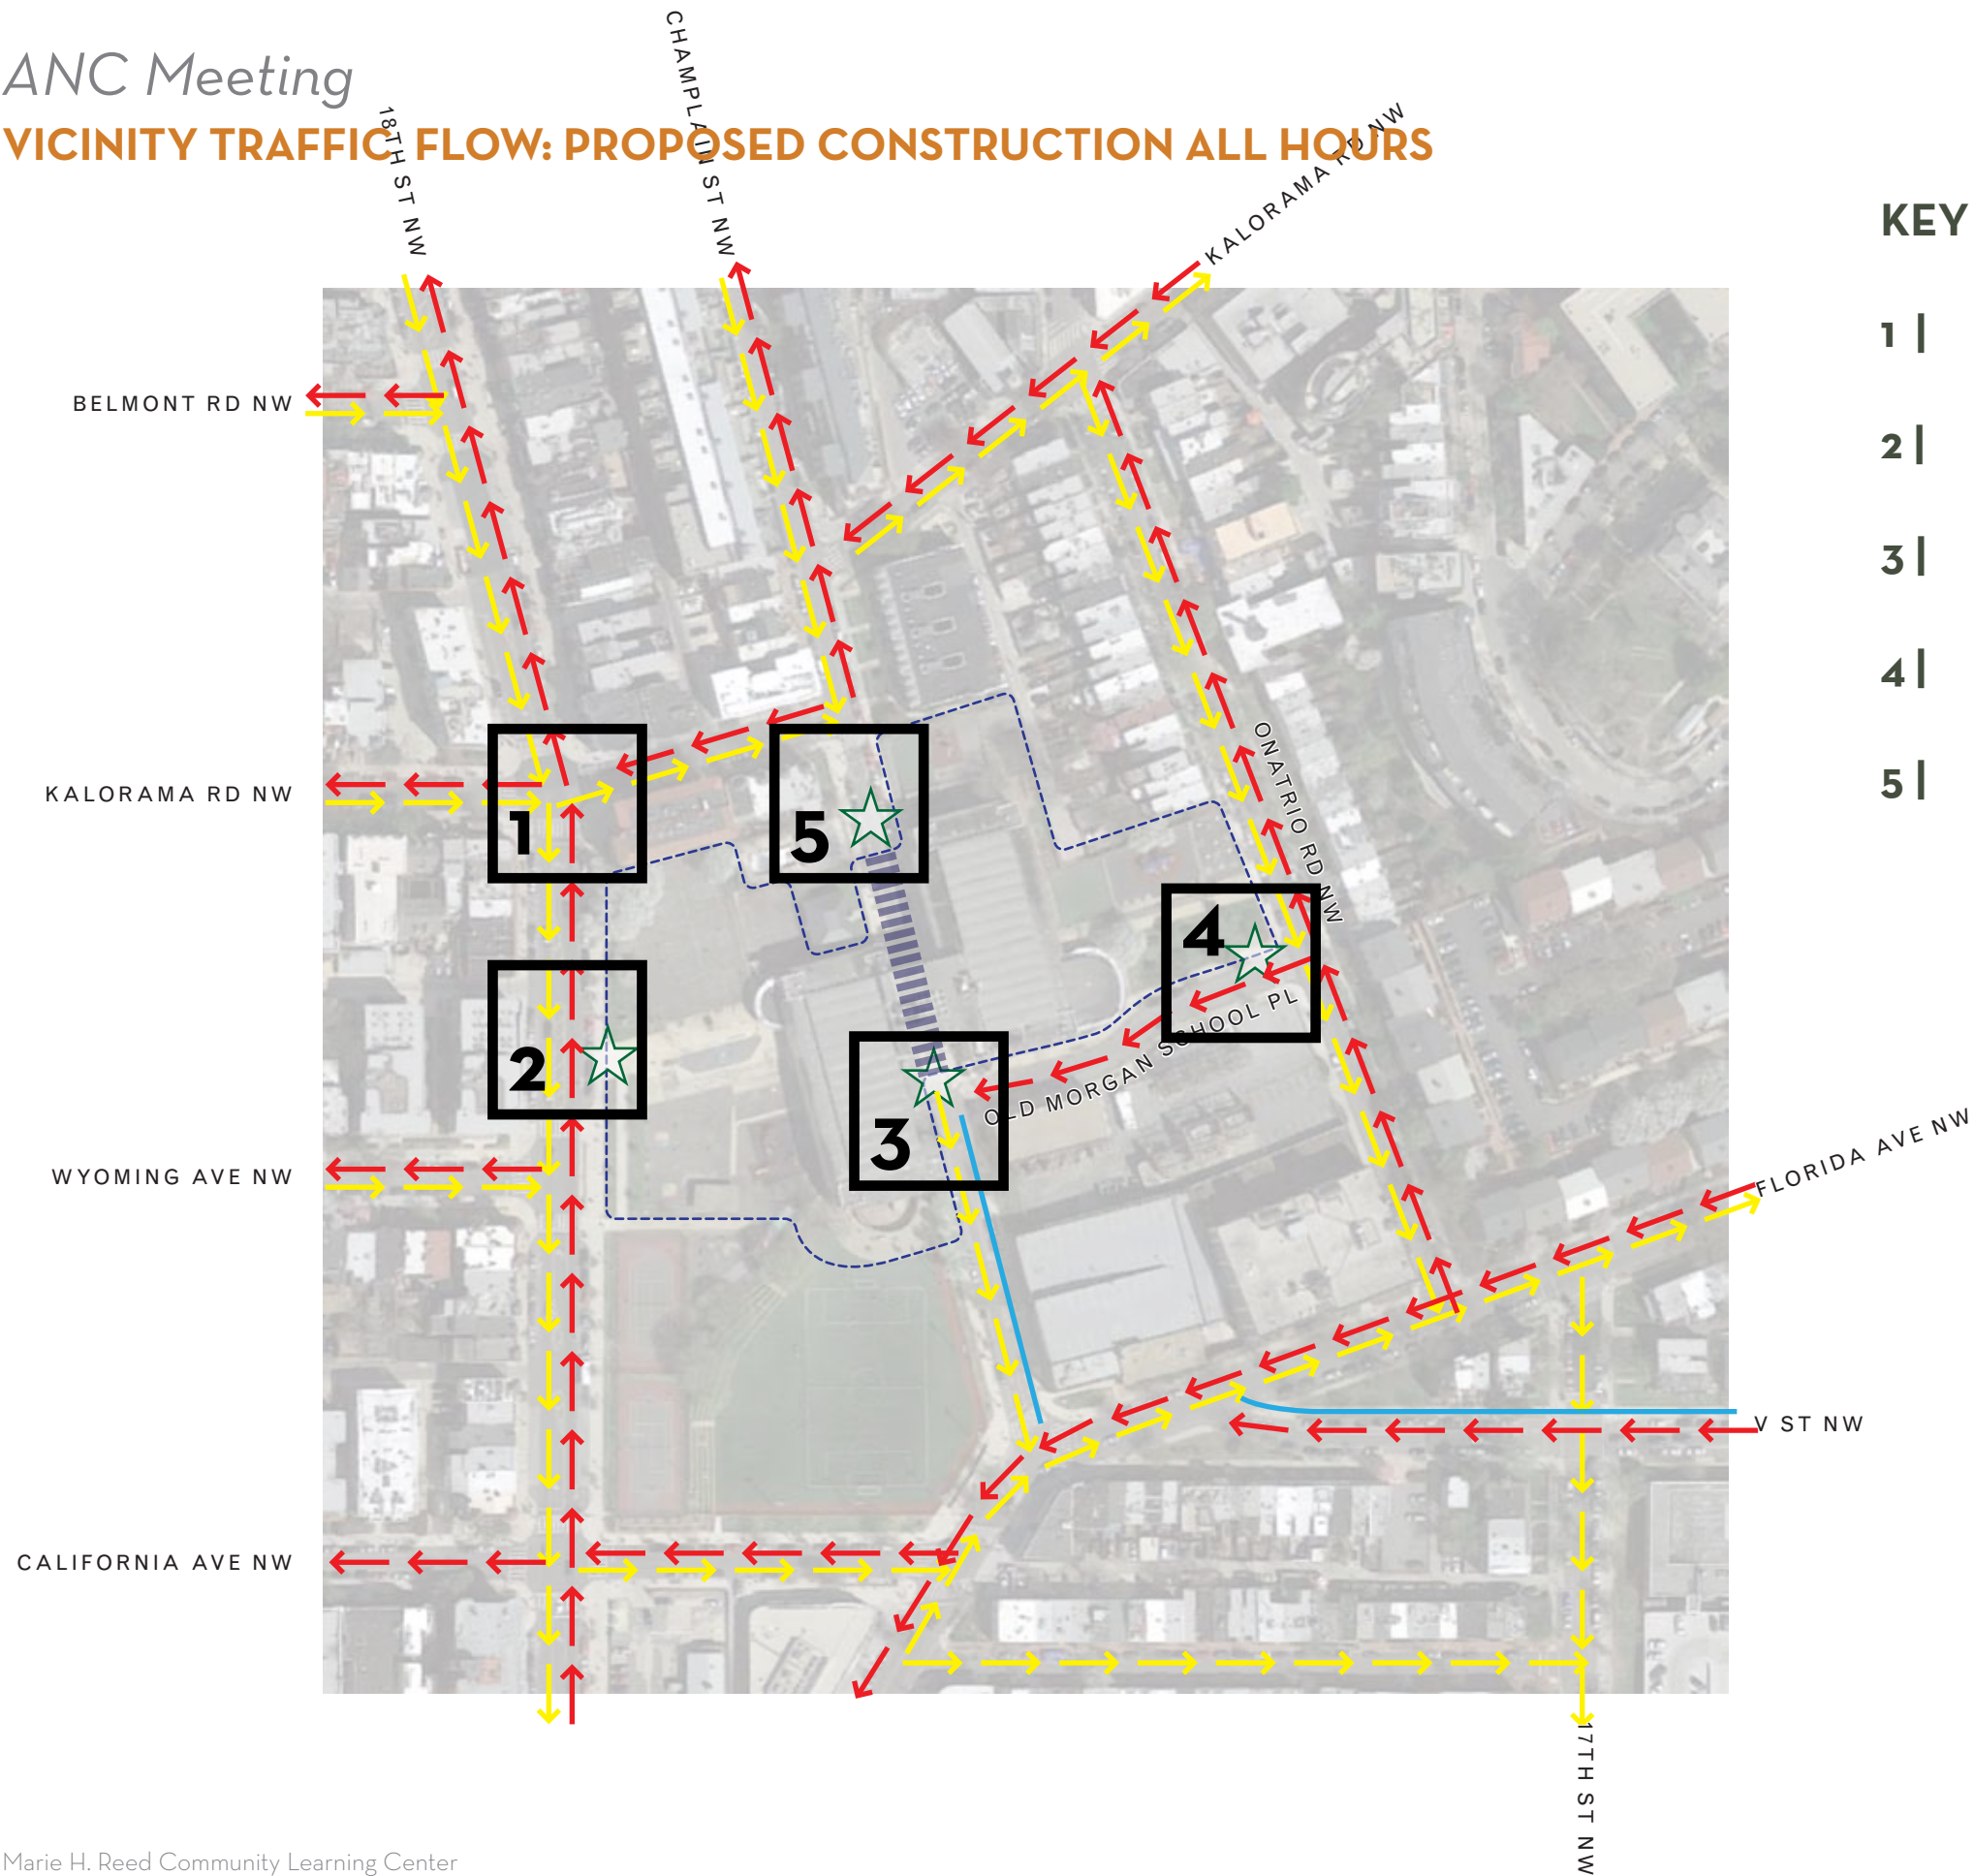 ANC Meeting
VICINITY TRAFFIC FLOW: PROPOSED CONSTRUCTION ALL HOURS
18TH ST NW
CHAMPLAIN ST NW
KALORAMA RD NW
KEY
1 |
2 |
3 |
4 |
5 |
BELMONT RD NW
KALORAMA RD NW
1
5
ONATRIO RD NW
4
2
OLD MORGAN SCHOOL PL
3
WYOMING AVE NW
FLORIDA AVE NW
V ST NW
CALIFORNIA AVE NW
17TH ST NW
Marie H. Reed Community Learning Center